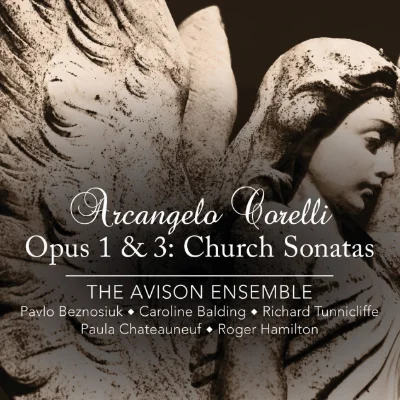 Arcangelo Corelli
Opus 1 & 3: Church Sonatas
THE AVISON ENSEMBLE
Pavlo Beznosiuk ◆ Caroline Balding ◆ Richard Tunnicliffe
Paula Chateauneuf ◆ Roger Hamilton